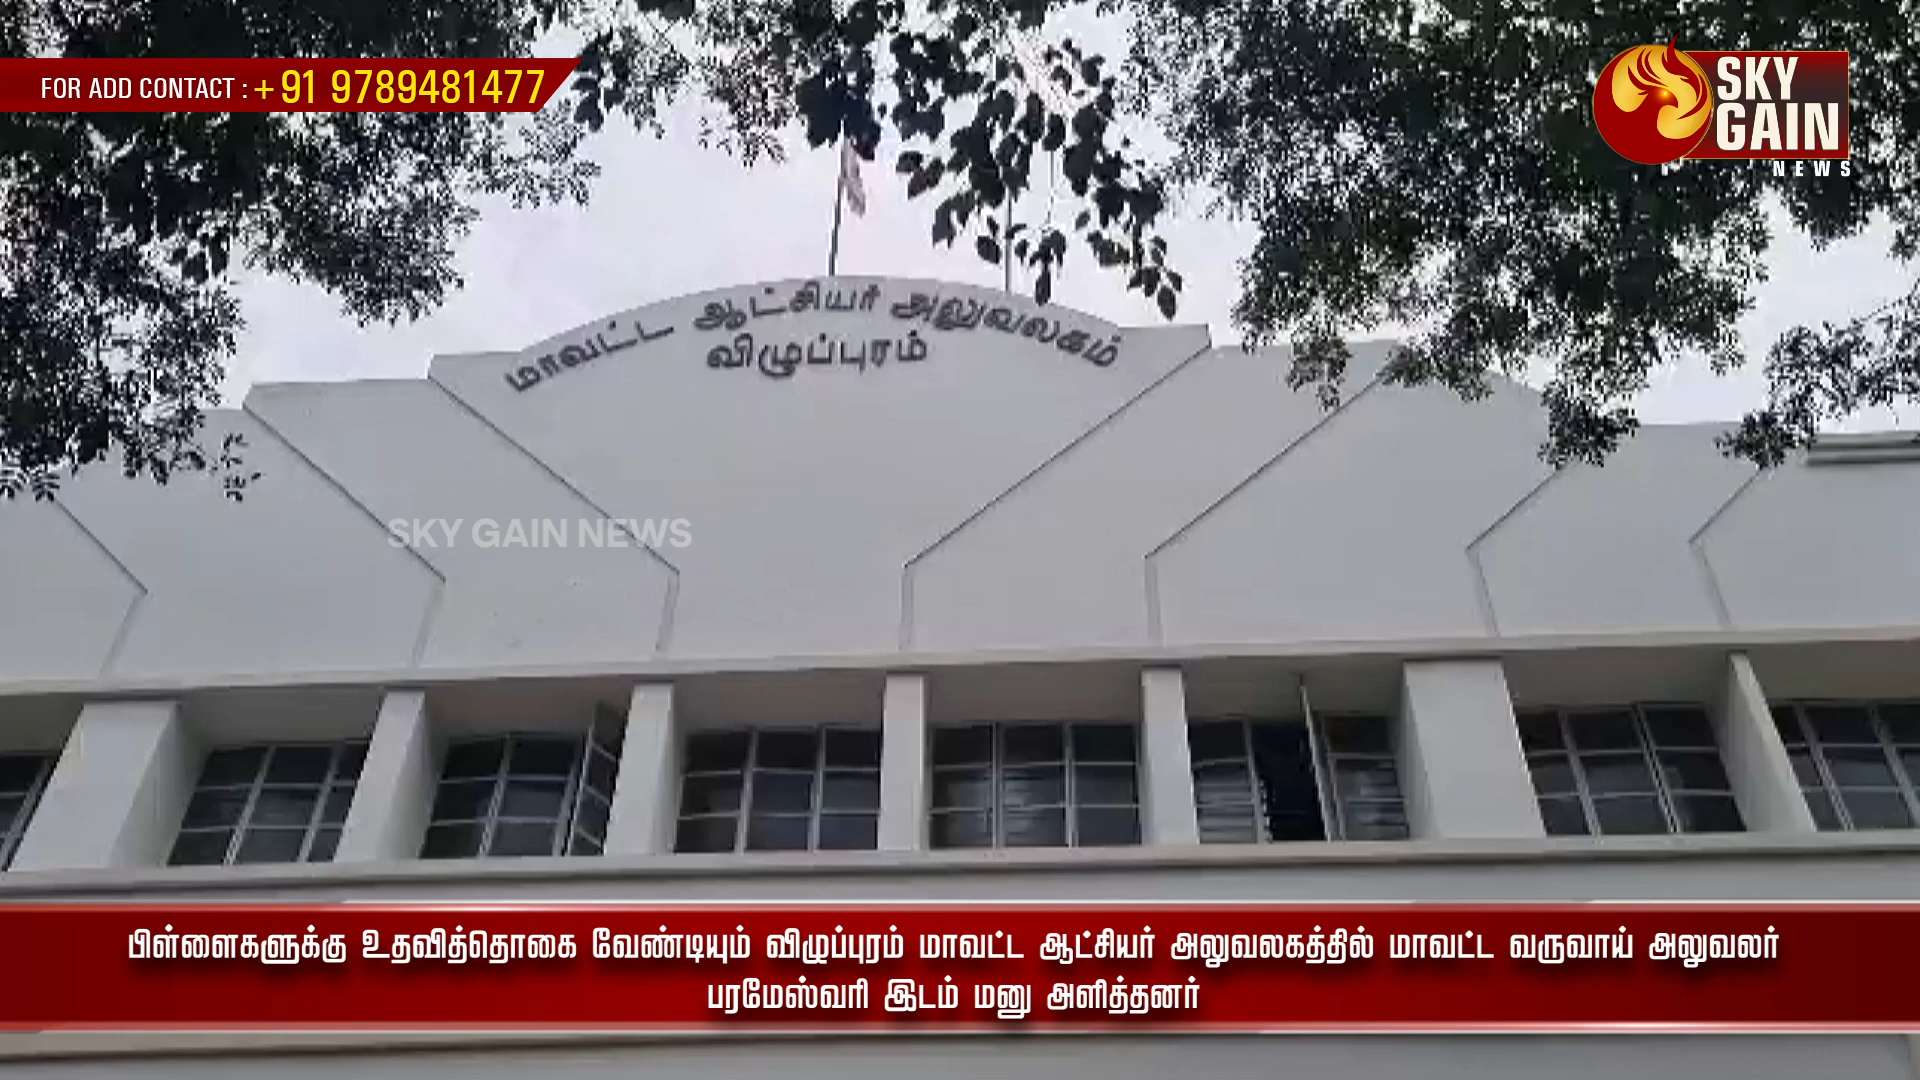 FOR ADD CONTACT : +91 9789481477
SKY
GAIN
NEWS
மாவட்ட ஆட்சியர் அலுவலகம்
விழுப்புரம்
SKY GAIN NEWS
பிள்ளைகளுக்கு உதவித்தொகை வேண்டியும் விழுப்புரம் மாவட்ட ஆட்சியர் அலுவலகத்தில் மாவட்ட வருவாய் அலுவலர்
பரமேஸ்வரி இடம் மனு அளித்தனர்